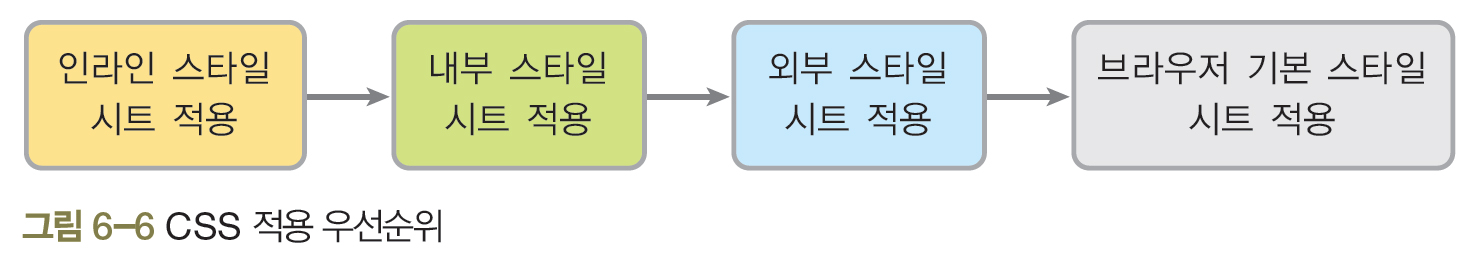 인라인 스타일
시트 적용
내부 스타일
시트 적용
외부 스타일
시트 적용
브라우저 기본 스타일
시트 적용
그림 6-6 CSS 적용 우선순위